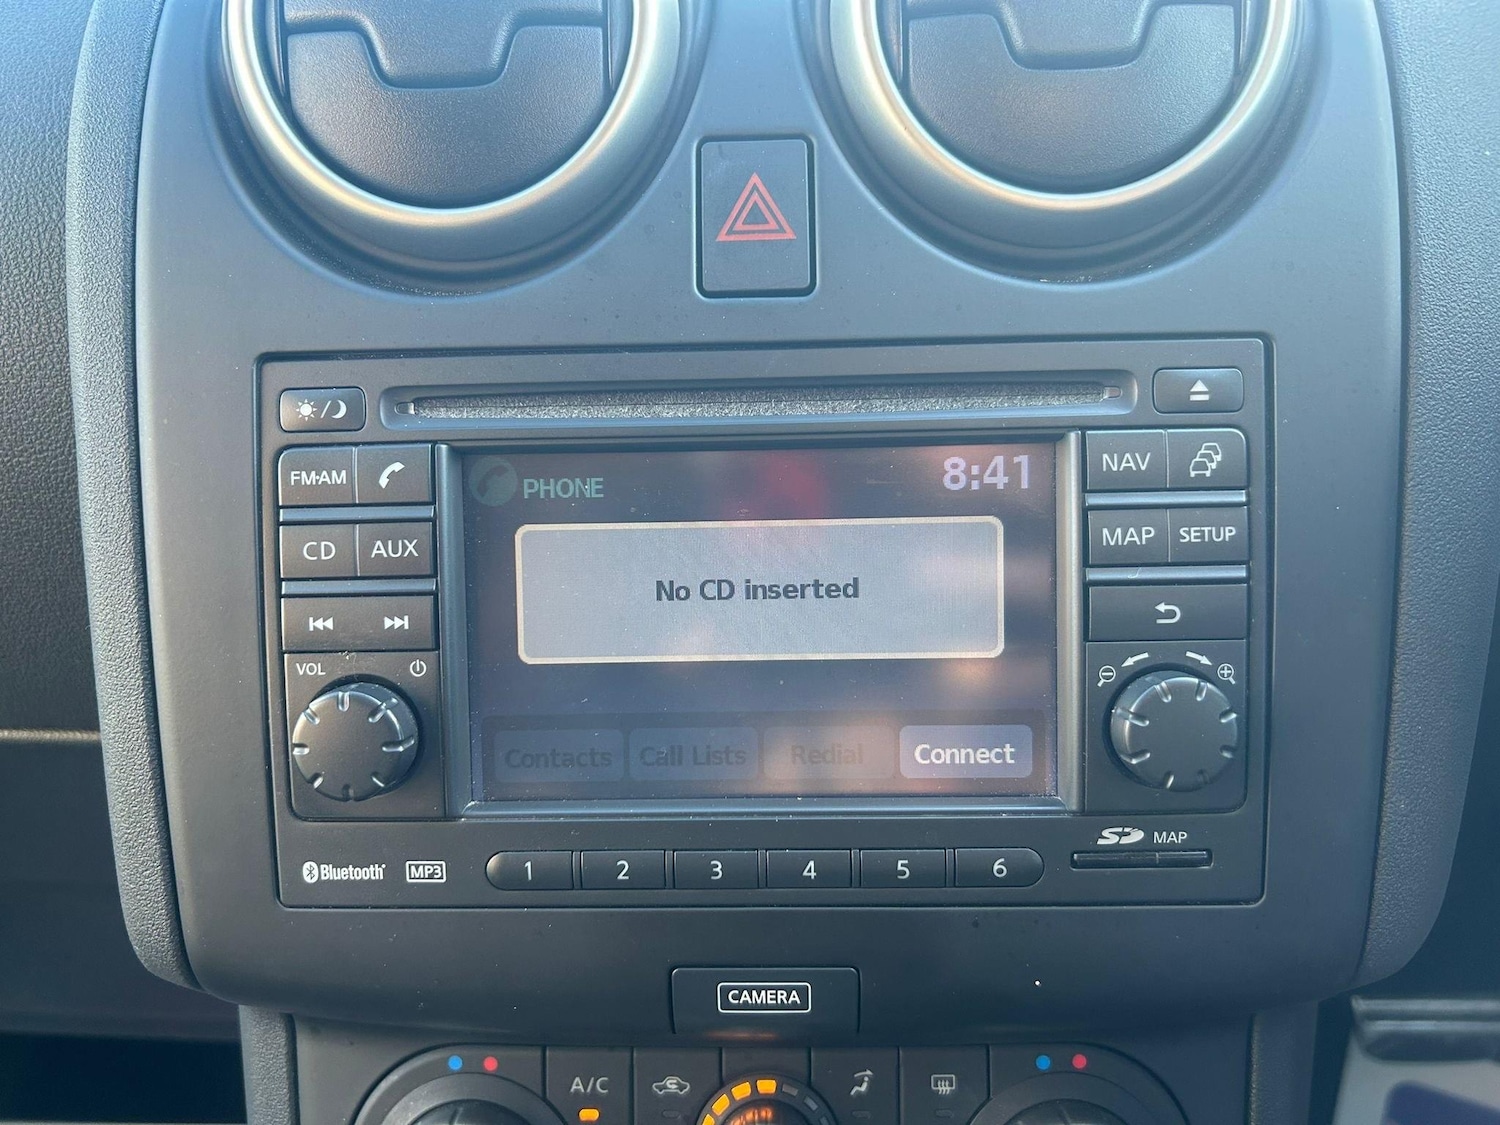 FM·AM
CD
AUX
VOL
PHONE
8:41
No CD inserted
Contacts
Call Lists
Redial
Connect
NAV
MAP
SETUP
Bluetooth
MP3
1
2
3
4
5
6
SD
MAP
CAMERA
A/C